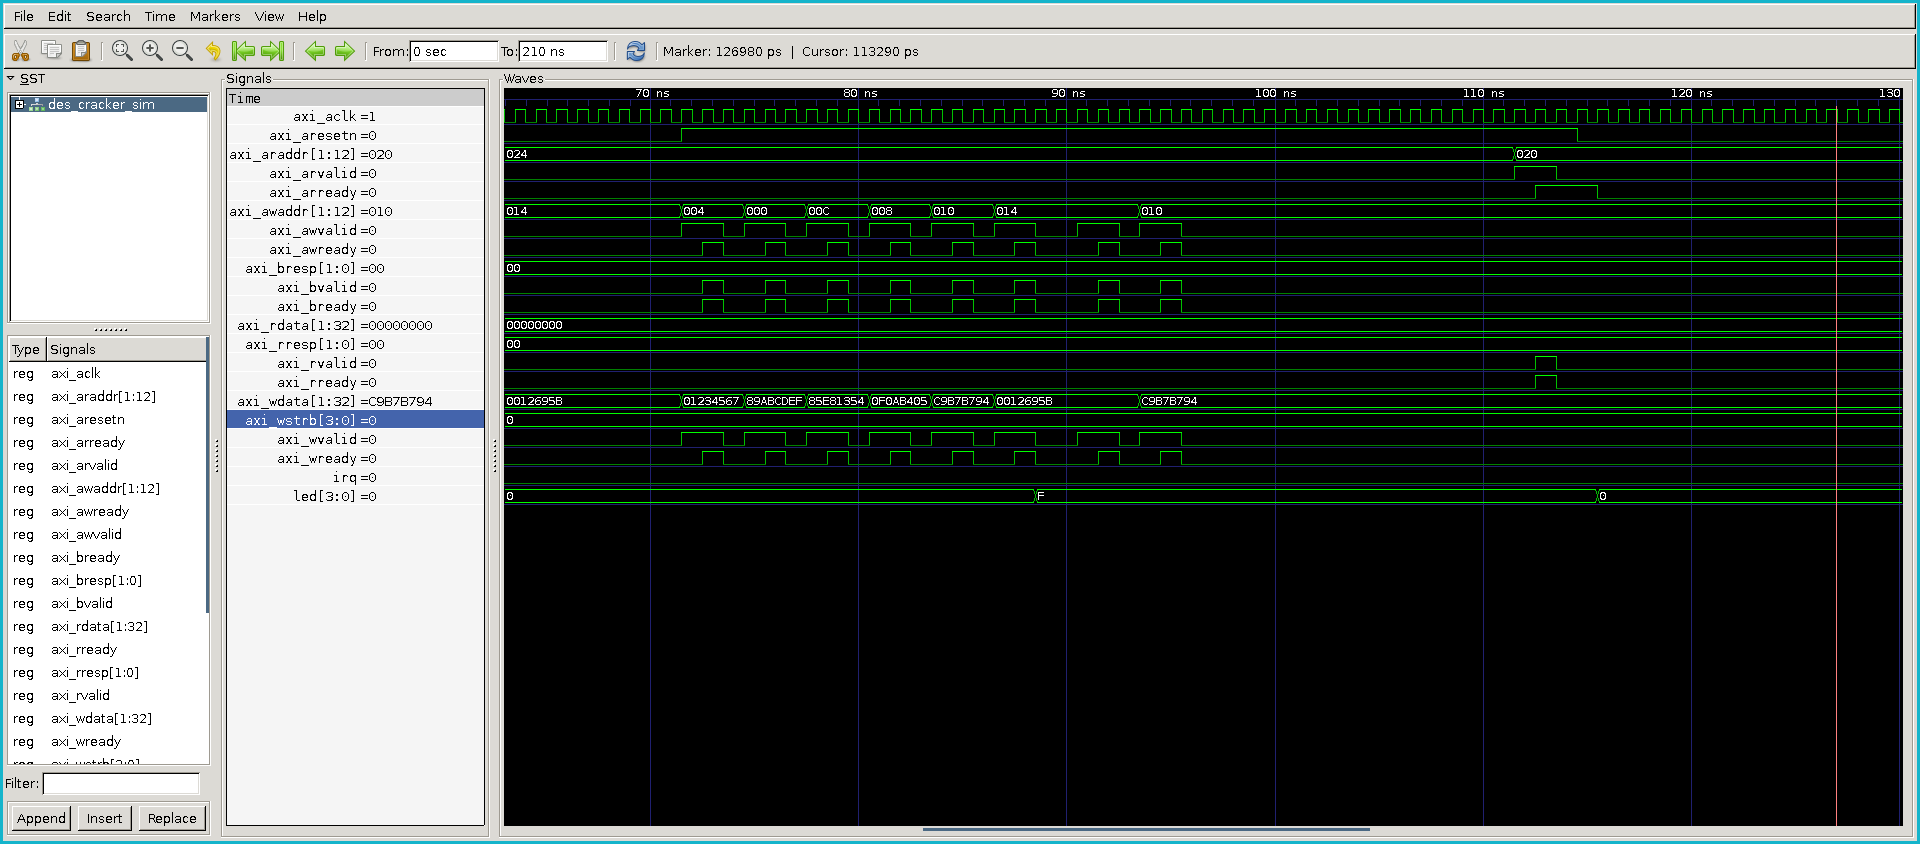 File Edit Search Time Markers View Help
From: 0 sec To: 210 ns Marker: 126980 ps | Cursor: 113290 ps
SST
des_cracker_sim
Type Signals
reg axi_aclk
reg axi_araddr[1:12]
reg axi_aresetn
reg axi_arready
reg axi_arvalid
reg axi_awaddr[1:12]
reg axi_awready
reg axi_awvalid
reg axi_bready
reg axi_bresp[1:0]
reg axi_bvalid
reg axi_rdata[1:32]
reg axi_rready
reg axi_rresp[1:0]
reg axi_rvalid
reg axi_wdata[1:32]
reg axi_wready
reg axi_wstrb[3:0]
Filter:
Append Insert Replace
Signals
Time
axi_aclk =1
axi_aresetn =0
axi_araddr[1:12] =020
axi_arvalid =0
axi_arready =0
axi_awaddr[1:12] =010
axi_awvalid =0
axi_awready =0
axi_bresp[1:0] =00
axi_bvalid =0
axi_bready =0
axi_rdata[1:32] =00000000
axi_rresp[1:0] =00
axi_rvalid =0
axi_rready =0
axi_wdata[1:32] =C9B7B794
axi_wstrb[3:0] =0
axi_wvalid =0
axi_wready =0
irq =0
led[3:0] =0
Waves
70 ns 80 ns 90 ns 100 ns 110 ns 120 ns 130
024 020
014 004 000 00C 008 010 014 010
00
00000000
00
0012695B 01234567 89ABCDEF 85E81354 0F0AB405 C9B7B794 0012695B C9B7B794
0
0 F 0